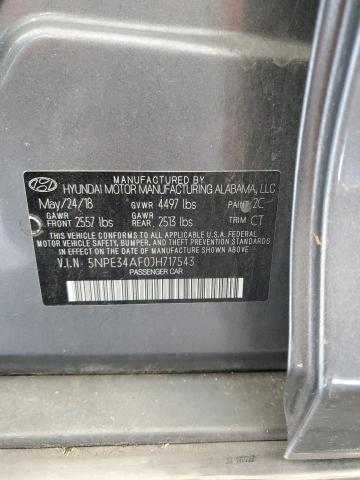 MANUFACTURED BY
HYUNDAI MOTOR MANUFACTURING ALABAMA, LLC
May/24/18 GVWR 4497 lbs PAINT 2C
GAWR FRONT 2557 lbs GAWR REAR 2513 lbs TRIM CT
THIS VEHICLE CONFORMS TO ALL APPLICABLE U.S. FEDERAL
MOTOR VEHICLE SAFETY, BUMPER, AND THEFT PREVENTION
STANDARDS IN EFFECT ON THE DATE OF MANUFACTURE SHOWN ABOVE.
V.I.N : 5NPE34AF0JH717543
PASSENGER CAR